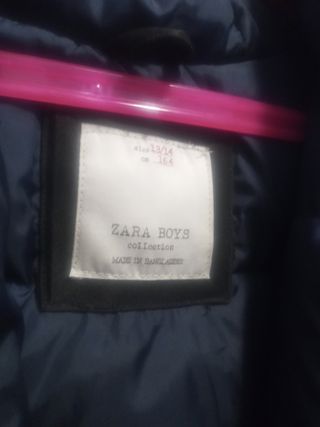 size 13/14
cm 164
ZARA BOYS
collection
MADE IN BANGLADESH